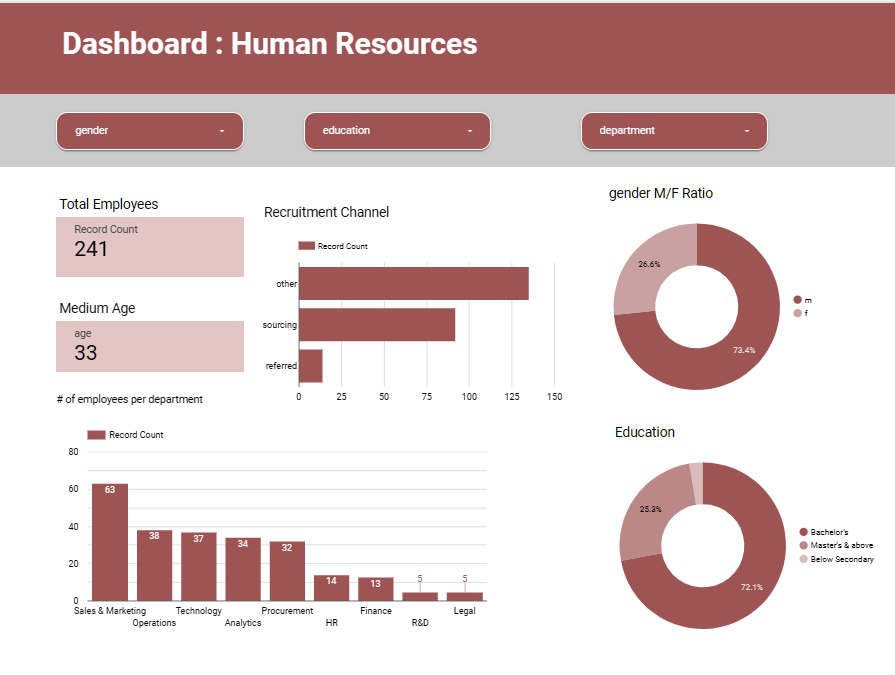 Dashboard : Human Resources
gender
education
department
Total Employees
Record Count
241
Medium Age
age
33
Recruitment Channel
Record Count
other
sourcing
referred
0 25 50 75 100 125 150
gender M/F Ratio
26.6%
73.4%
m
f
# of employees per department
Record Count
80
60
40
20
0
63 38 37 34 32 14 13 5 5
Sales & Marketing Technology Procurement Finance Legal
Operations Analytics HR R&D
Education
25.3%
72.1%
Bachelor's
Master's & above
Below Secondary